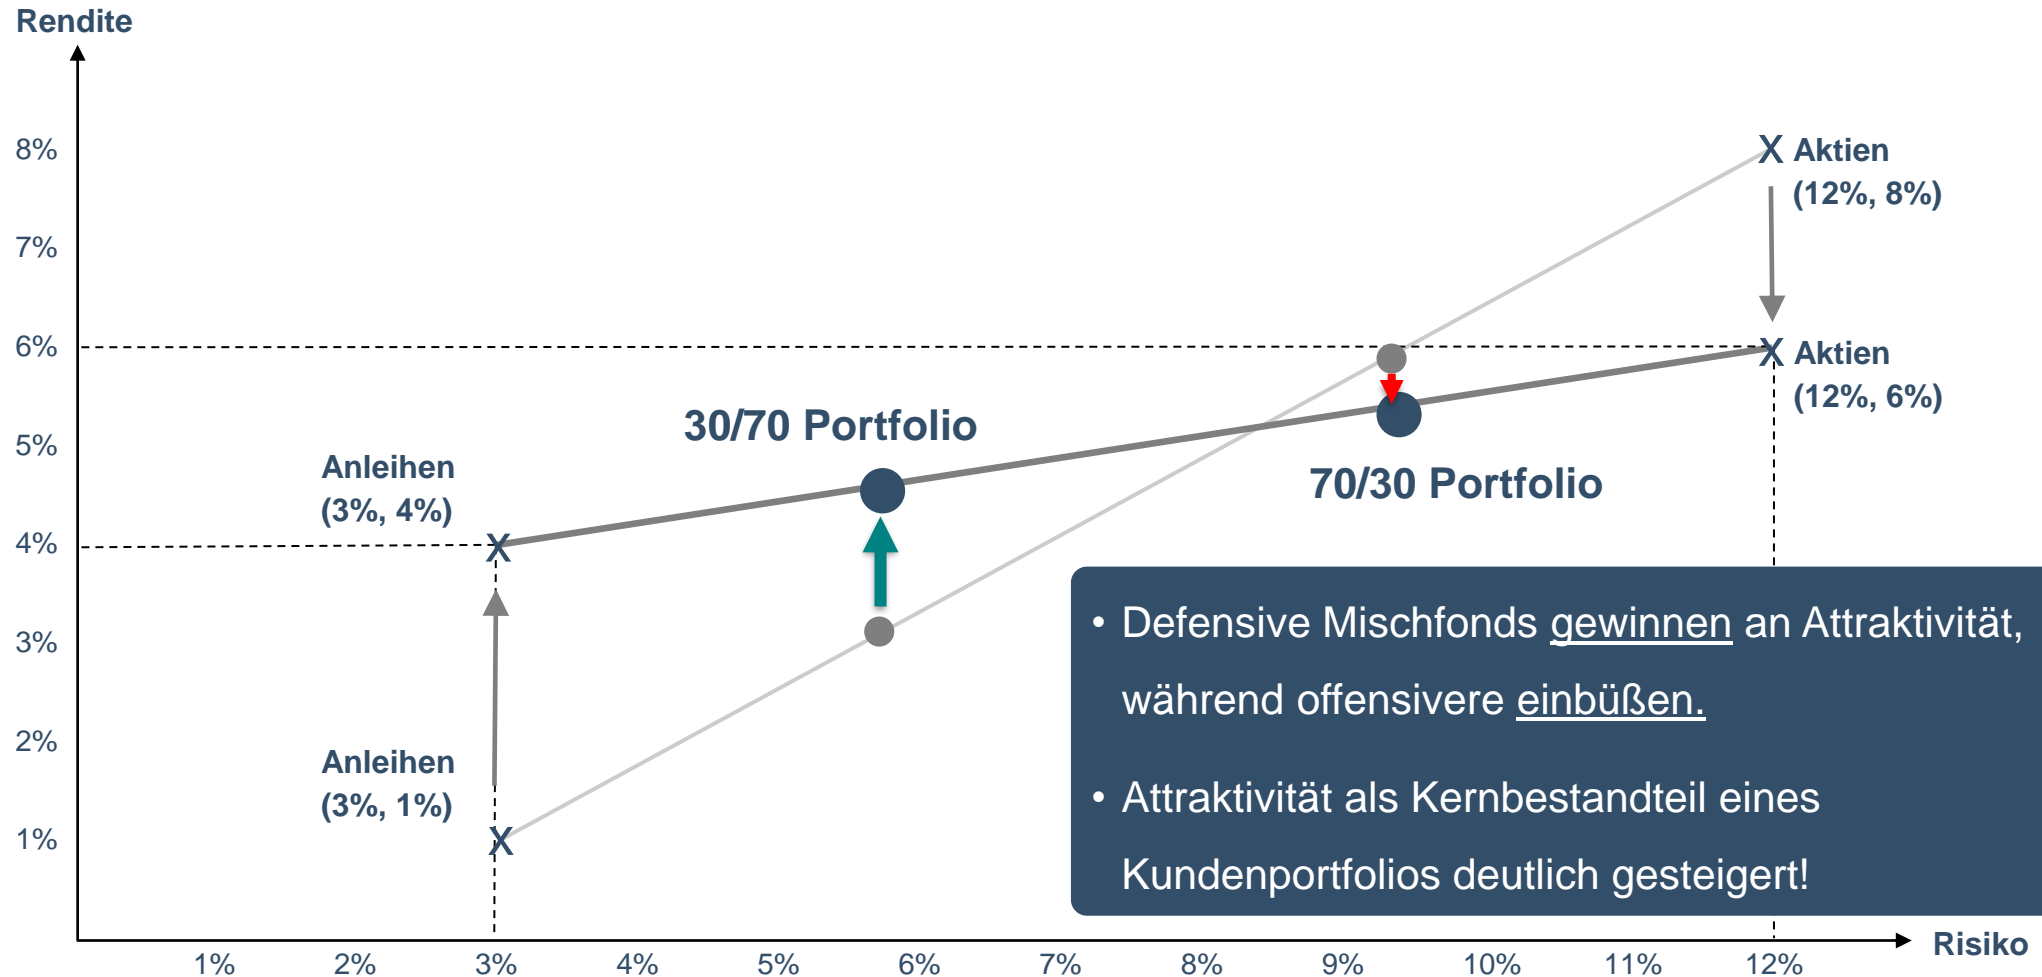 Rendite
8%
7%
6%
5%
4%
3%
2%
1%
X Aktien
(12%, 8%)
X Aktien
(12%, 6%)
30/70 Portfolio
70/30 Portfolio
Anleihen
(3%, 4%)
X
Anleihen
(3%, 1%)
X
• Defensive Mischfonds gewinnen an Attraktivität,
während offensivere einbüßen.
• Attraktivität als Kernbestandteil eines
Kundenportfolios deutlich gesteigert!
Risiko
1% 2% 3% 4% 5% 6% 7% 8% 9% 10% 11% 12%